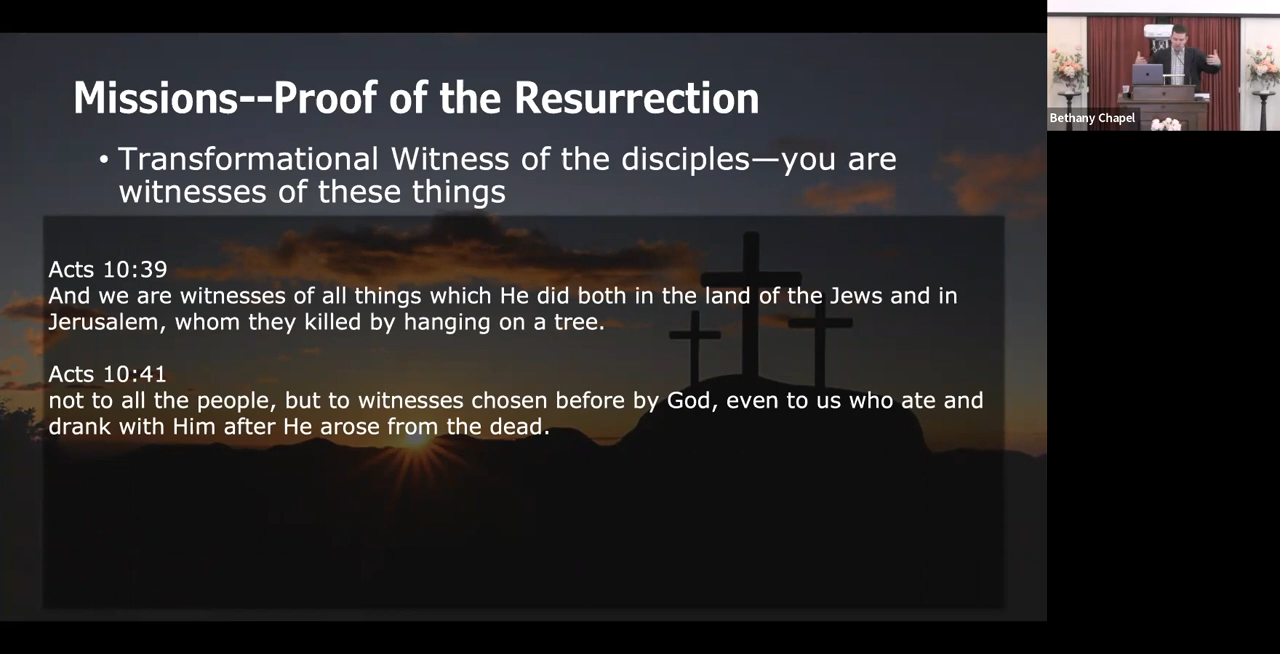 Missions--Proof of the Resurrection
• Transformational Witness of the disciples—you are
witnesses of these things
Acts 10:39
And we are witnesses of all things which He did both in the land of the Jews and in
Jerusalem, whom they killed by hanging on a tree.
Acts 10:41
not to all the people, but to witnesses chosen before by God, even to us who ate and
drank with Him after He arose from the dead.
Bethany Chapel